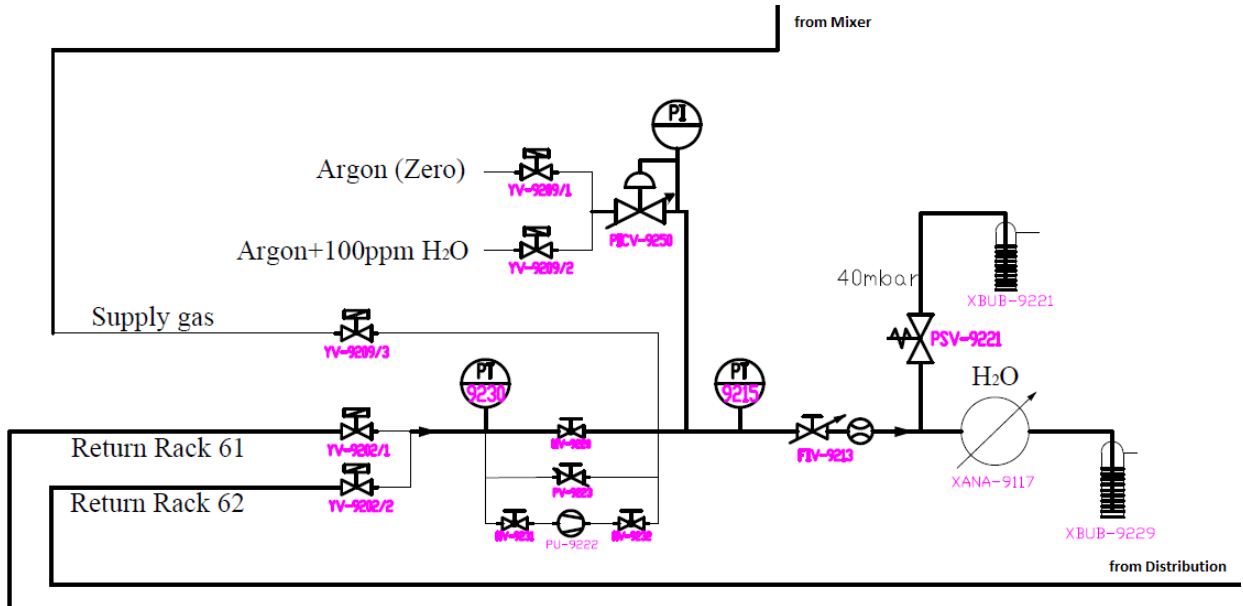 from Mixer
PI
Argon (Zero)
YV-9209/1
PICV-9250
Argon+100ppm H₂O
YV-9209/2
40mbar
XBUB-9221
Supply gas
YV-9209/3
PSV-9221
PT
9230
PT
9215
H₂O
Return Rack 61
YV-9202/1
FIV-9213
XANA-9117
Return Rack 62
YV-9202/2
PV-9223
PU-9222
XBUB-9229
from Distribution